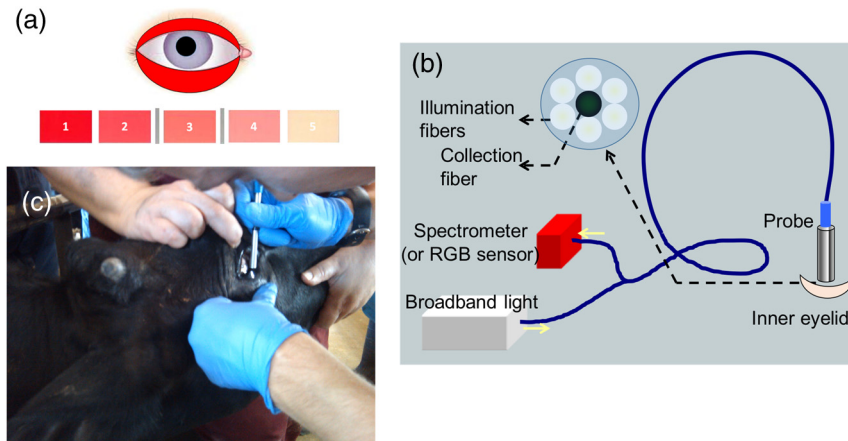 (a)
1 2 3 4 5
(b)
Illumination
fibers
Collection
fiber
Spectrometer
(or RGB sensor)
Broadband light
Probe
Inner eyelid
(c)